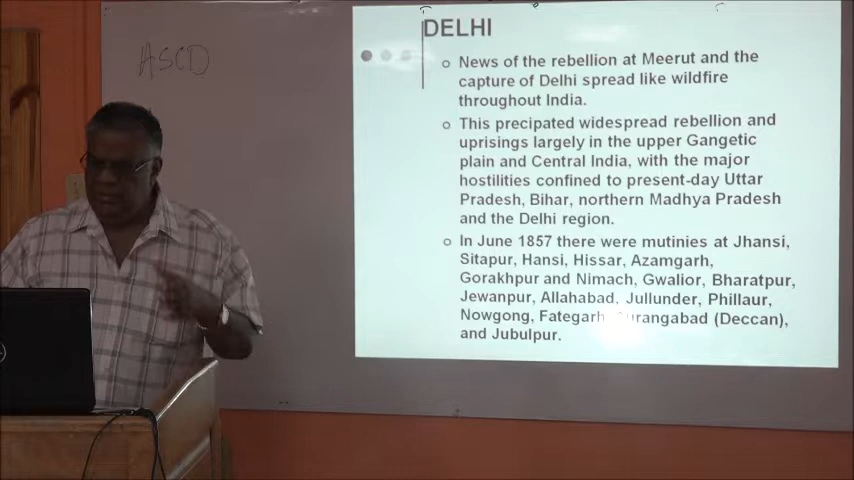 ASCD
DELHI
News of the rebellion at Meerut and the
capture of Delhi spread like wildfire
throughout India.
This precipated widespread rebellion and
uprisings largely in the upper Gangetic
plain and Central India, with the major
hostilities confined to present-day Uttar
Pradesh, Bihar, northern Madhya Pradesh
and the Delhi region.
In June 1857 there were mutinies at Jhansi,
Sitapur, Hansi, Hissar, Azamgarh,
Gorakhpur and Nimach, Gwalior, Bharatpur,
Jewanpur, Allahabad, Jullunder, Phillaur,
Nowgong, Fategarh, Aurangabad (Deccan),
and Jubulpur.